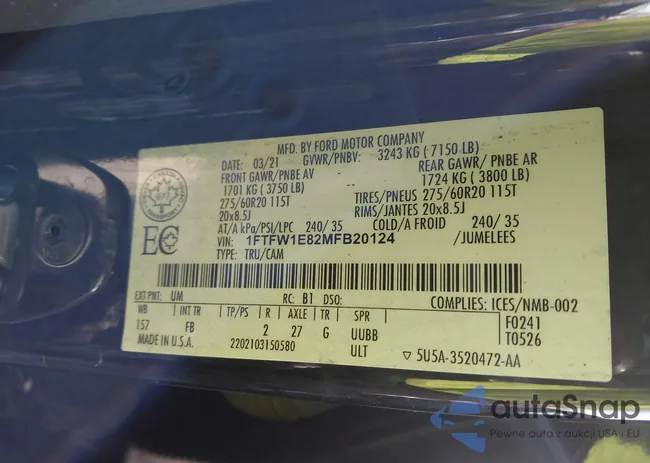 MFD. BY FORD MOTOR COMPANY
DATE: 03/21 GVWR/PNBV: 3243 KG ( 7150 LB)
FRONT GAWR/ PNBE AV REAR GAWR/ PNBE AR
1701 KG ( 3750 LB) 1724 KG ( 3800 LB)
275/60R20 115T TIRES/PNEUS 275/60R20 115T
20x8.5J RIMS/JANTES 20x8.5J
AT/A kPa/PSI/LPC 240/ 35 COLD/A FROID 240/ 35
VIN: 1FTFW1E82MFB20124 /JUMELEES
TYPE: TRU/CAM
EC
EXT PNT: UM RC: B1 DSO: COMPLIES: ICES/NMB-002
WB INT TR TP/PS R AXLE TR SPR F0241
157 FB 2 27 G UUBB T0526
MADE IN U.S.A. 2202103150580 ULT ▽ 5U5A-3520472-AA
autaSnap
Pewne auta z aukcji USA i EU